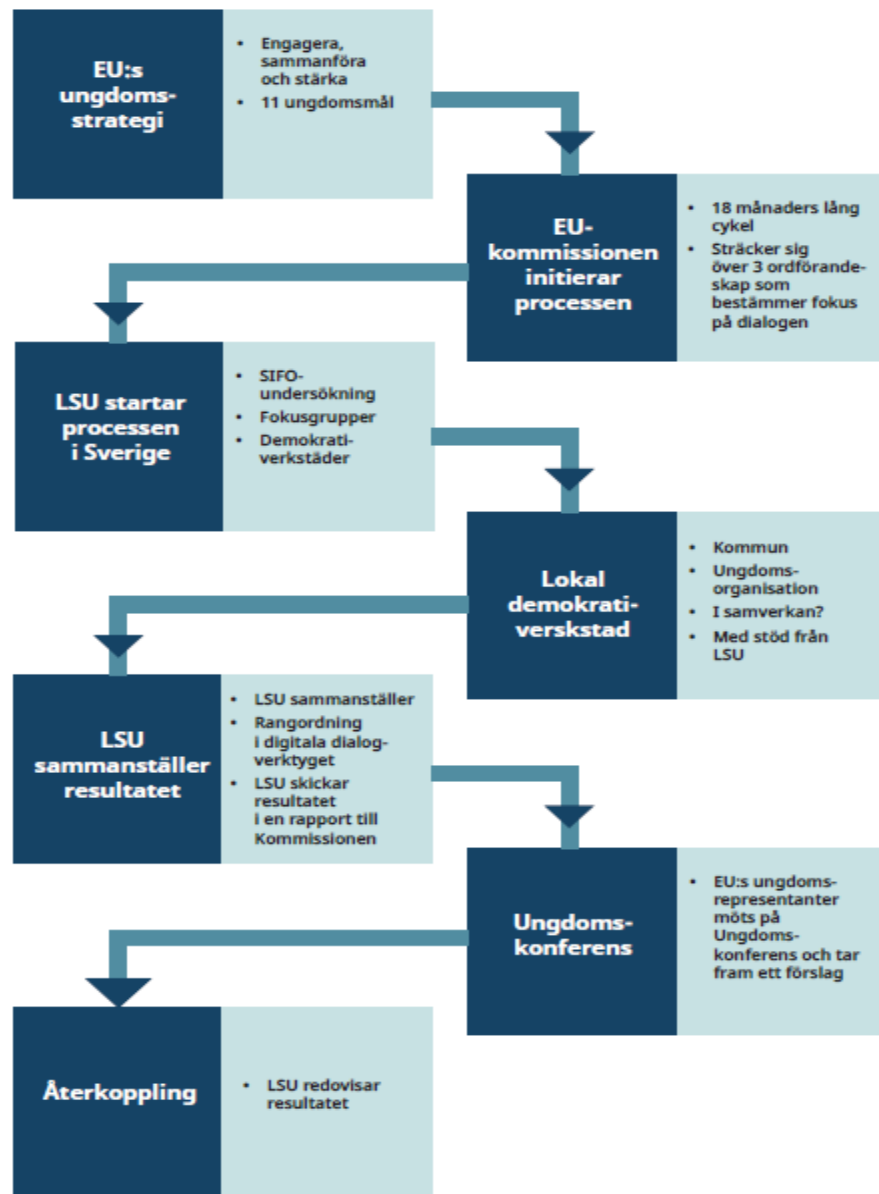 EU:s
ungdoms-
strategi
• Engagera,
sammanföra
och stärka
• 11 ungdomsmål
EU-
kommissionen
initierar
processen
• 18 månaders lång
cykel
• Sträcker sig
över 3 ordförande-
skap som
bestämmer fokus
på dialogen
LSU startar
processen
i Sverige
• SIFO-
undersökning
• Fokusgrupper
• Demokrati-
verkstäder
Lokal
demokrati-
verskstad
• Kommun
• Ungdoms-
organisation
• I samverkan?
• Med stöd från
LSU
LSU
sammanställer
resultatet
• LSU sammanställer
• Rangordning
i digitala dialog-
verktyget
• LSU skickar
resultatet
i en rapport till
Kommissionen
Ungdoms-
konferens
• EU:s ungdoms-
representanter
möts på
Ungdoms-
konferens och tar
fram ett förslag
Återkoppling
• LSU redovisar
resultatet